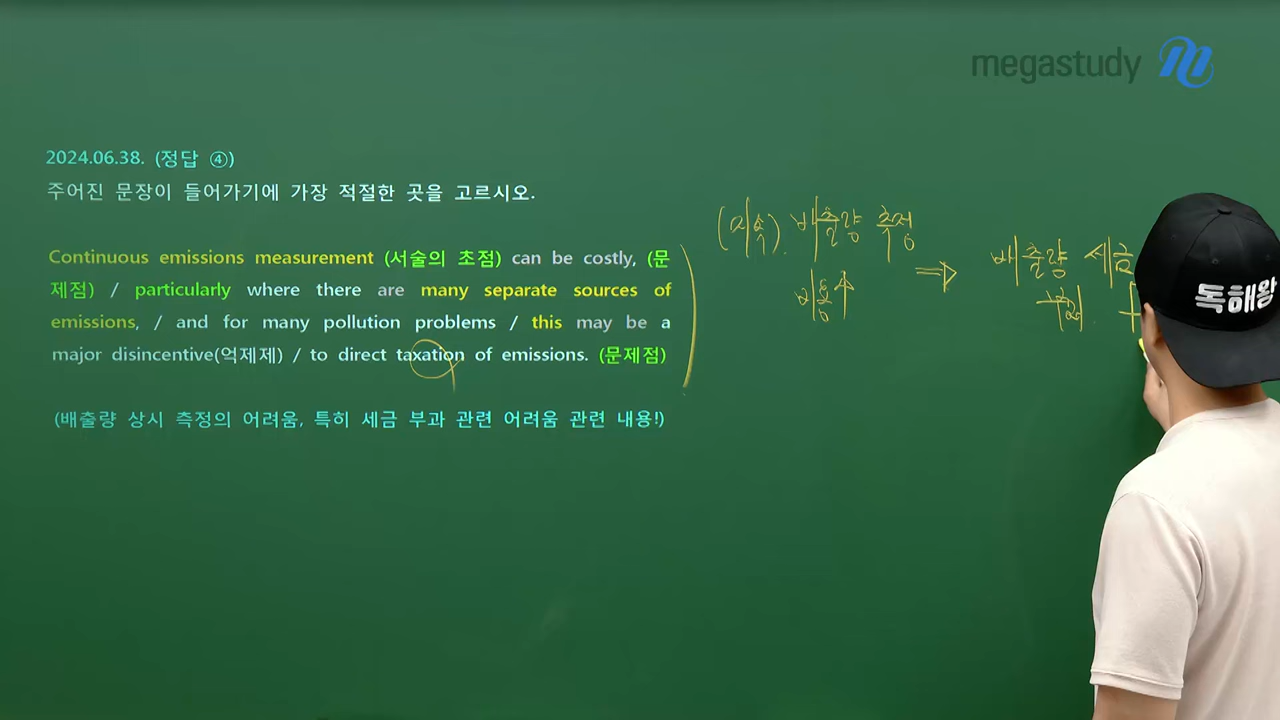 megastudy
2024.06.38. (정답 ④)
주어진 문장이 들어가기에 가장 적절한 곳을 고르시오.
Continuous emissions measurement (서술의 초점) can be costly, (문
제점) / particularly where there are many separate sources of
emissions, / and for many pollution problems / this may be a
major disincentive(억제제) / to direct taxation of emissions. (문제점)
(배출량 상시 측정의 어려움, 특히 세금 부과 관련 어려움 관련 내용!)
(지속) 배출량 측정
비용↑
⇒ 배출량 세금
독해왕